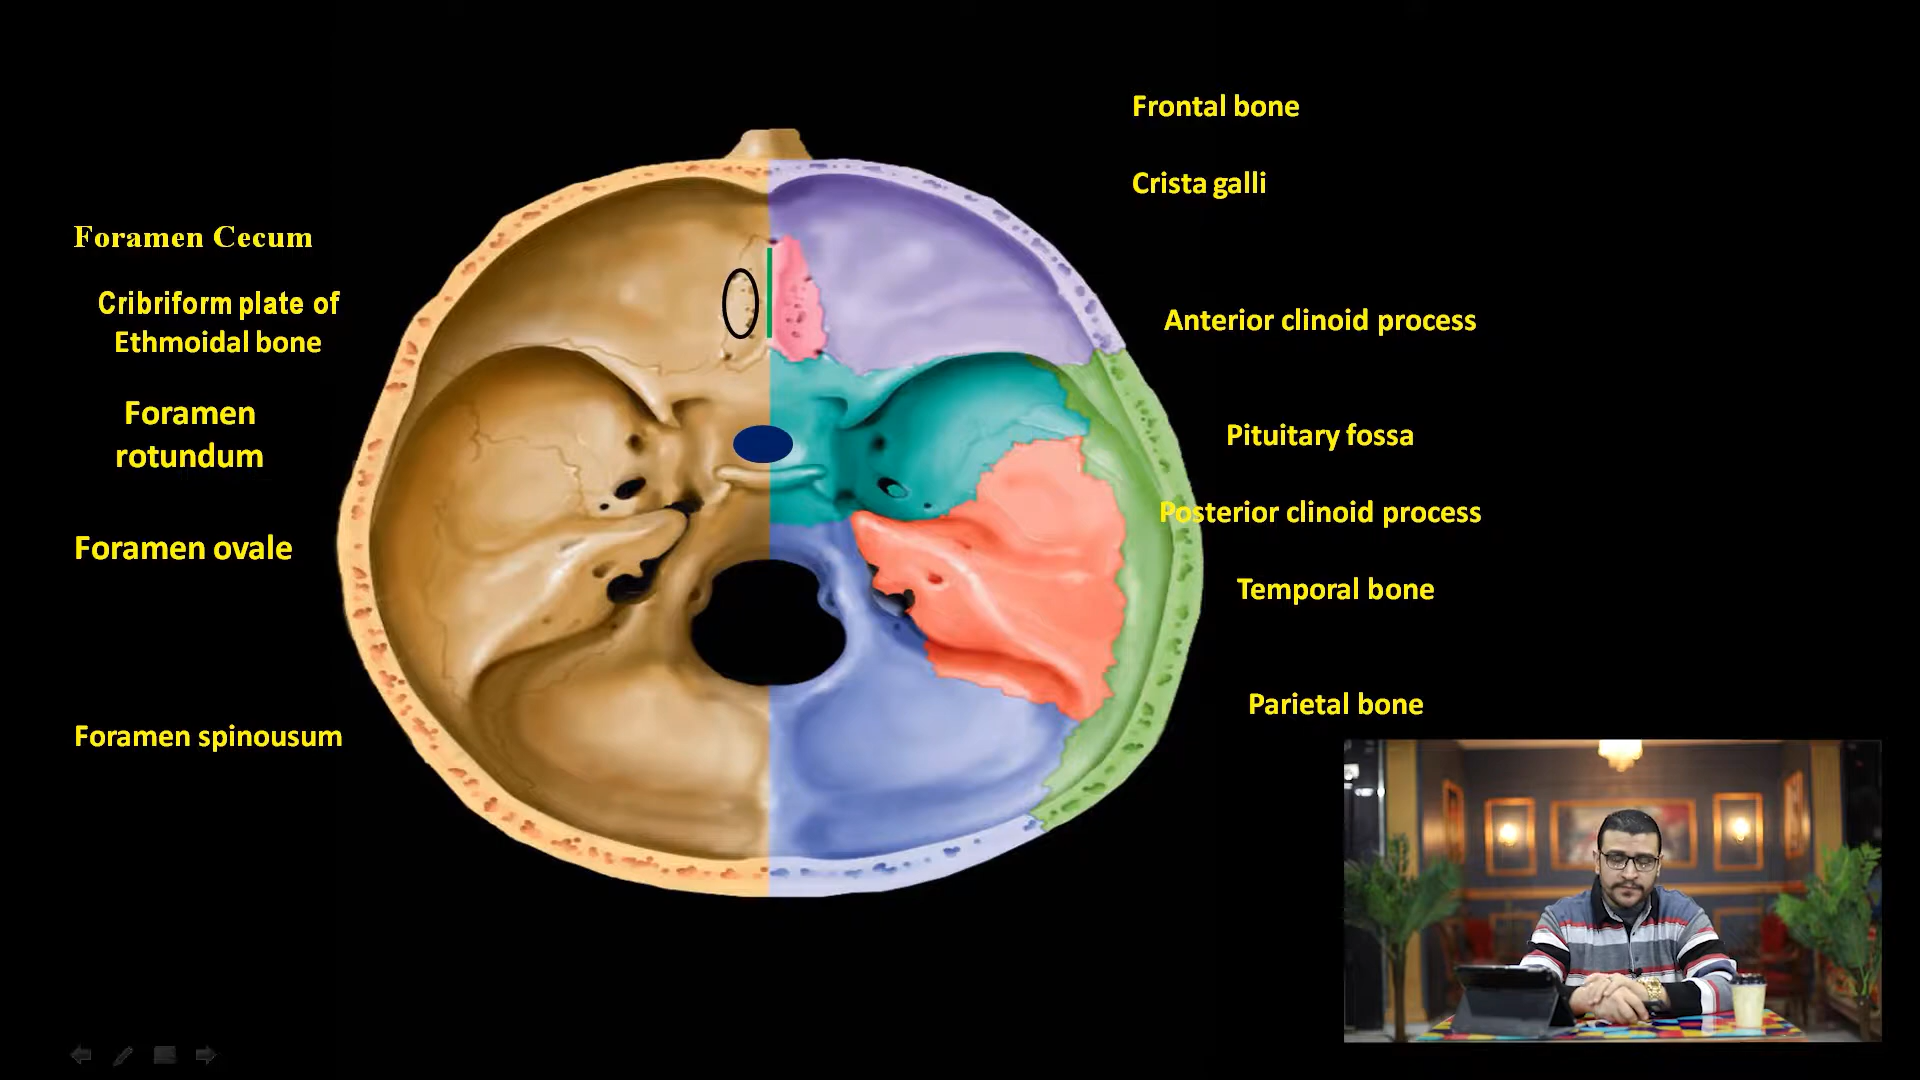 Foramen Cecum
Cribriform plate of
Ethmoidal bone
Foramen
rotundum
Foramen ovale
Foramen spinousum
Frontal bone
Crista galli
Anterior clinoid process
Pituitary fossa
Posterior clinoid process
Temporal bone
Parietal bone